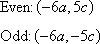 Even: (−6a, 5c)
Odd: (−6a, −5c)